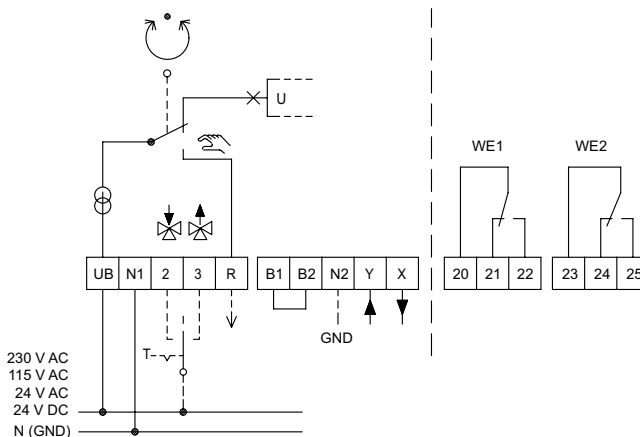 U
WE1 WE2
UB N1 2 3 R B1 B2 N2 Y X 20 21 22 23 24 25
GND
T
230 V AC
115 V AC
24 V AC
24 V DC
N (GND)